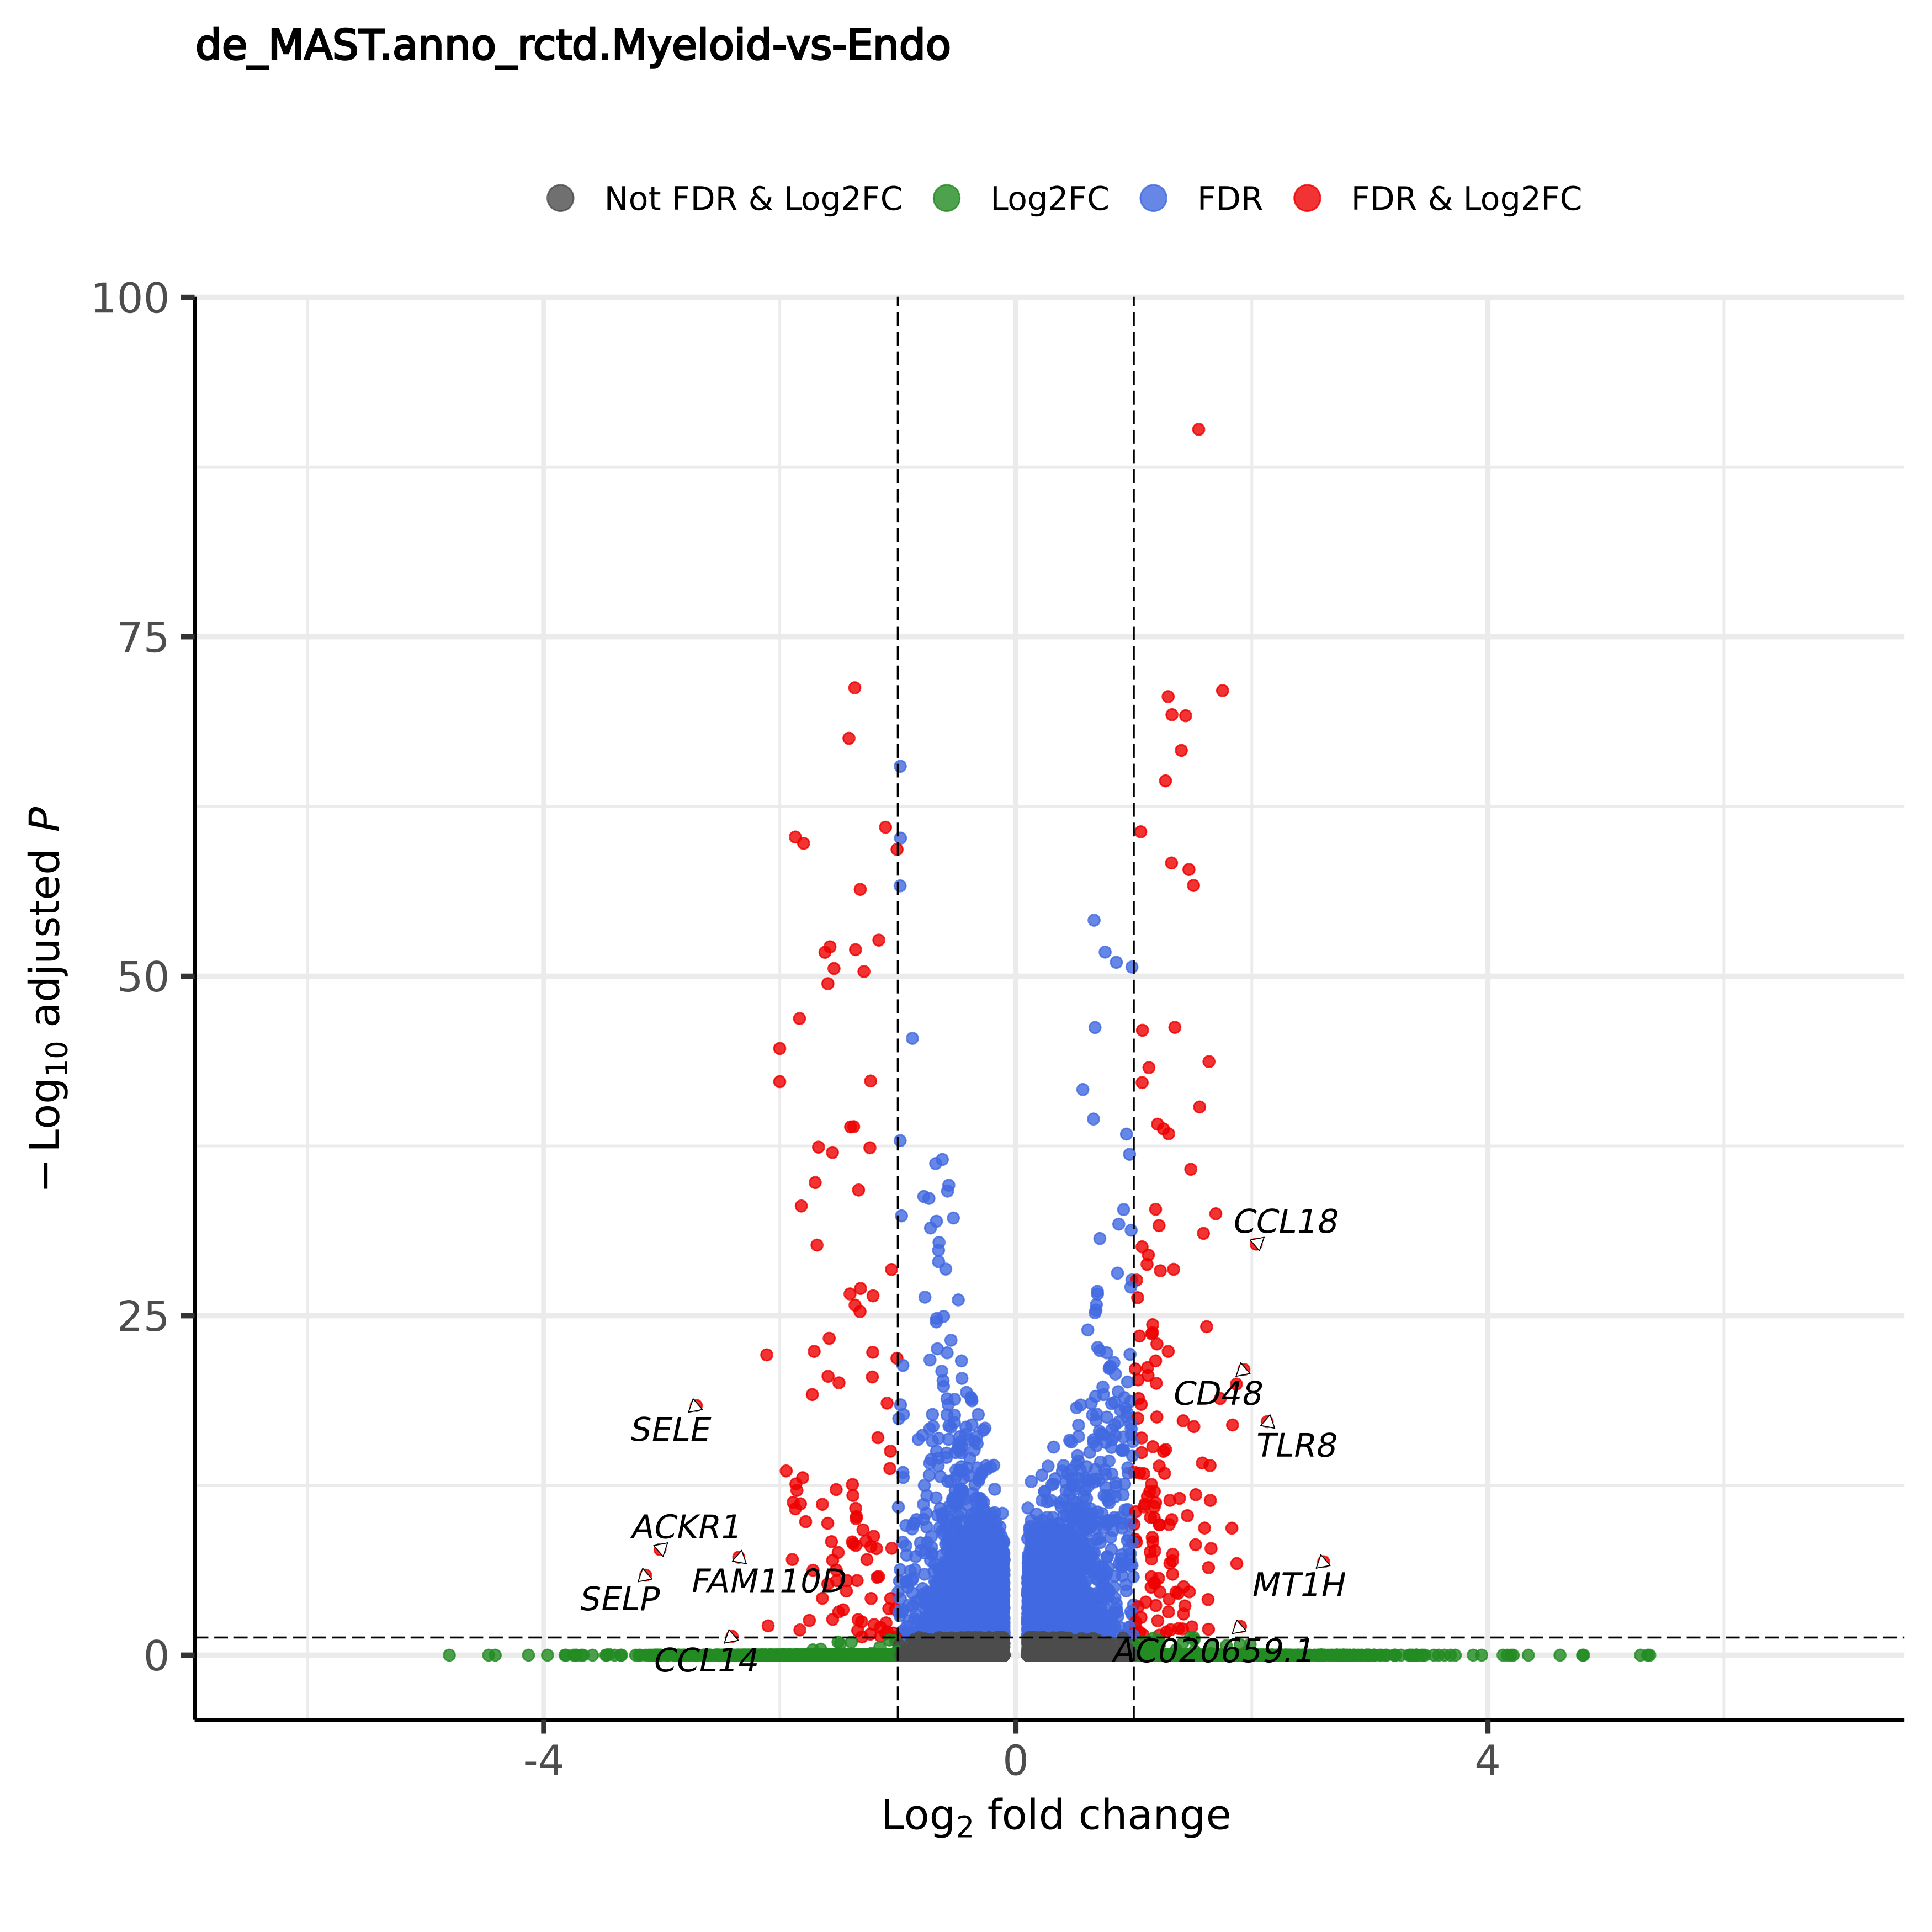 de_MAST.anno_rctd.Myeloid-vs-Endo
Not FDR & Log2FC Log2FC FDR FDR & Log2FC
100
75
50
25
0
− Log10 adjusted P
CCL18
CD48
SELE
TLR8
ACKR1
FAM110D
MT1H
SELP
AC020659.1
CCL14
-4 0 4
Log2 fold change